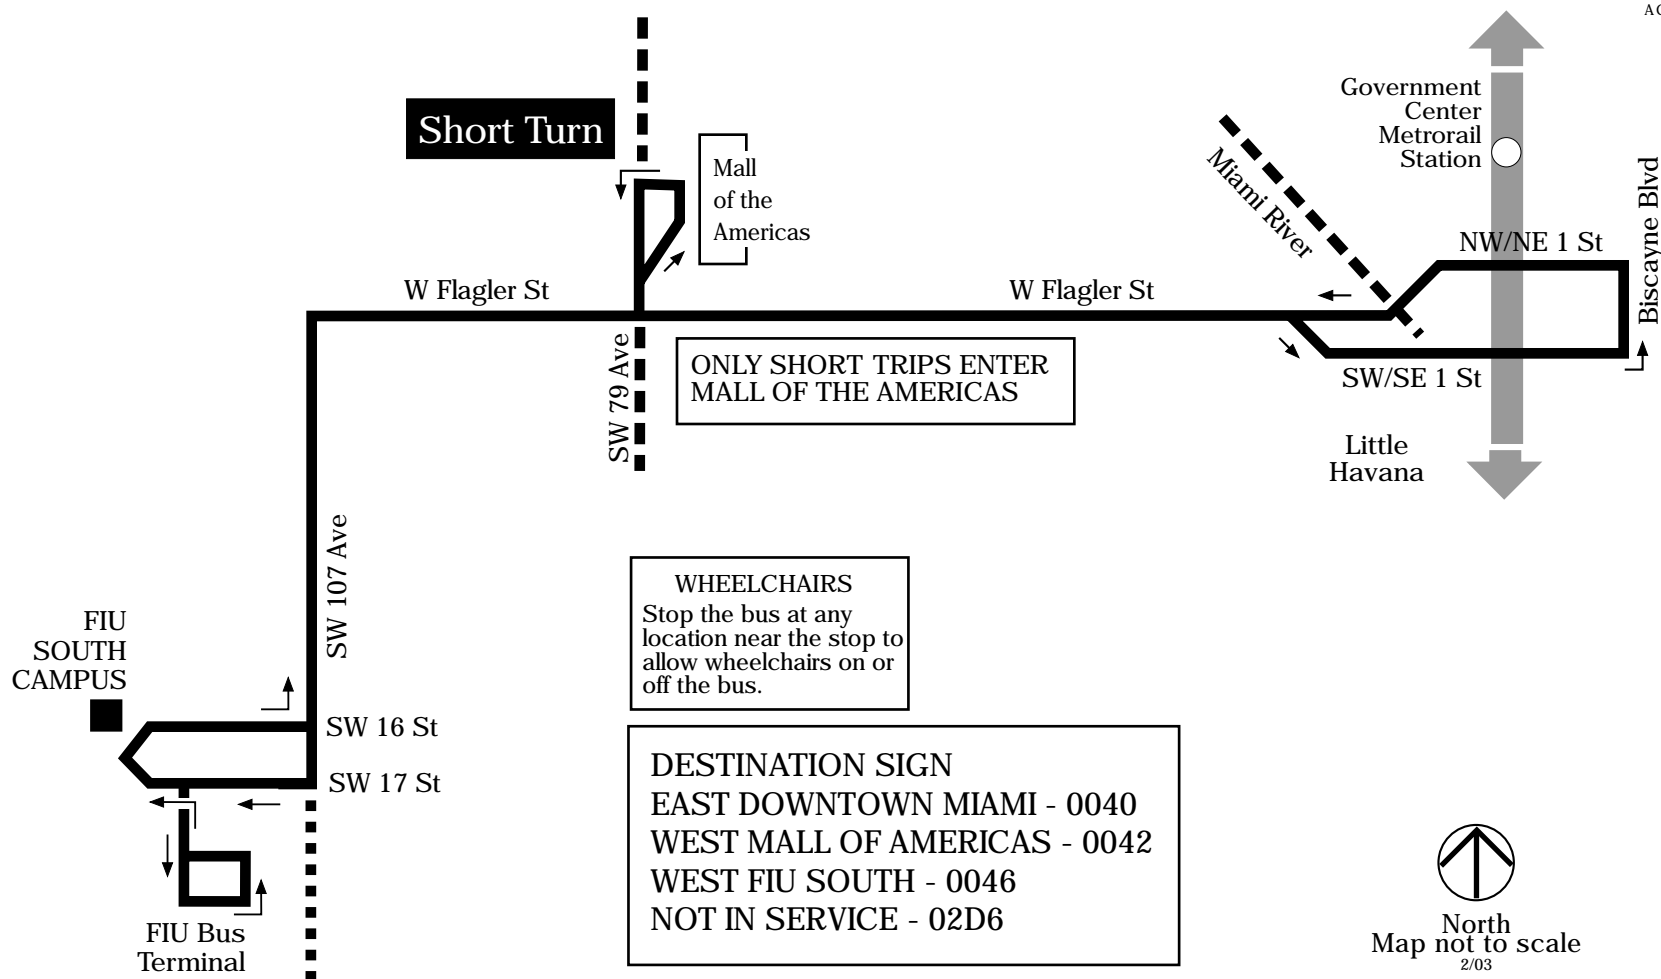 Short Turn
Mall
of the
Americas
Government
Center
Metrorail
Station
Miami River
NW/NE 1 St
Biscayne Blvd
W Flagler St
W Flagler St
SW 79 Ave
ONLY SHORT TRIPS ENTER
MALL OF THE AMERICAS
SW/SE 1 St
Little
Havana
SW 107 Ave
WHEELCHAIRS
Stop the bus at any
location near the stop to
allow wheelchairs on or
off the bus.
FIU
SOUTH
CAMPUS
SW 16 St
SW 17 St
FIU Bus
Terminal
DESTINATION SIGN
EAST DOWNTOWN MIAMI - 0040
WEST MALL OF AMERICAS - 0042
WEST FIU SOUTH - 0046
NOT IN SERVICE - 02D6
North
Map not to scale
2/03